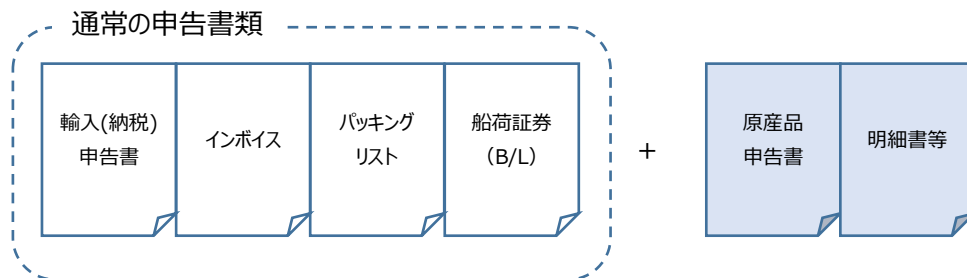 通常の申告書類
輸入(納税)
申告書
インボイス
パッキング
リスト
船荷証券
（B/L）
+
原産品
申告書
明細書等